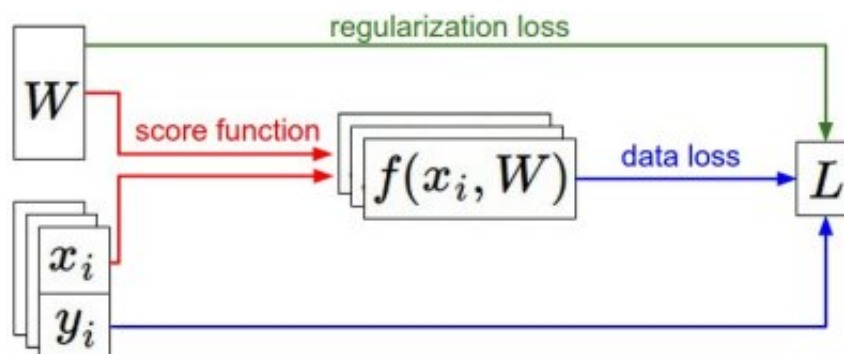 regularization loss
W
score function
f(x_i, W)
data loss
L
x_i
y_i